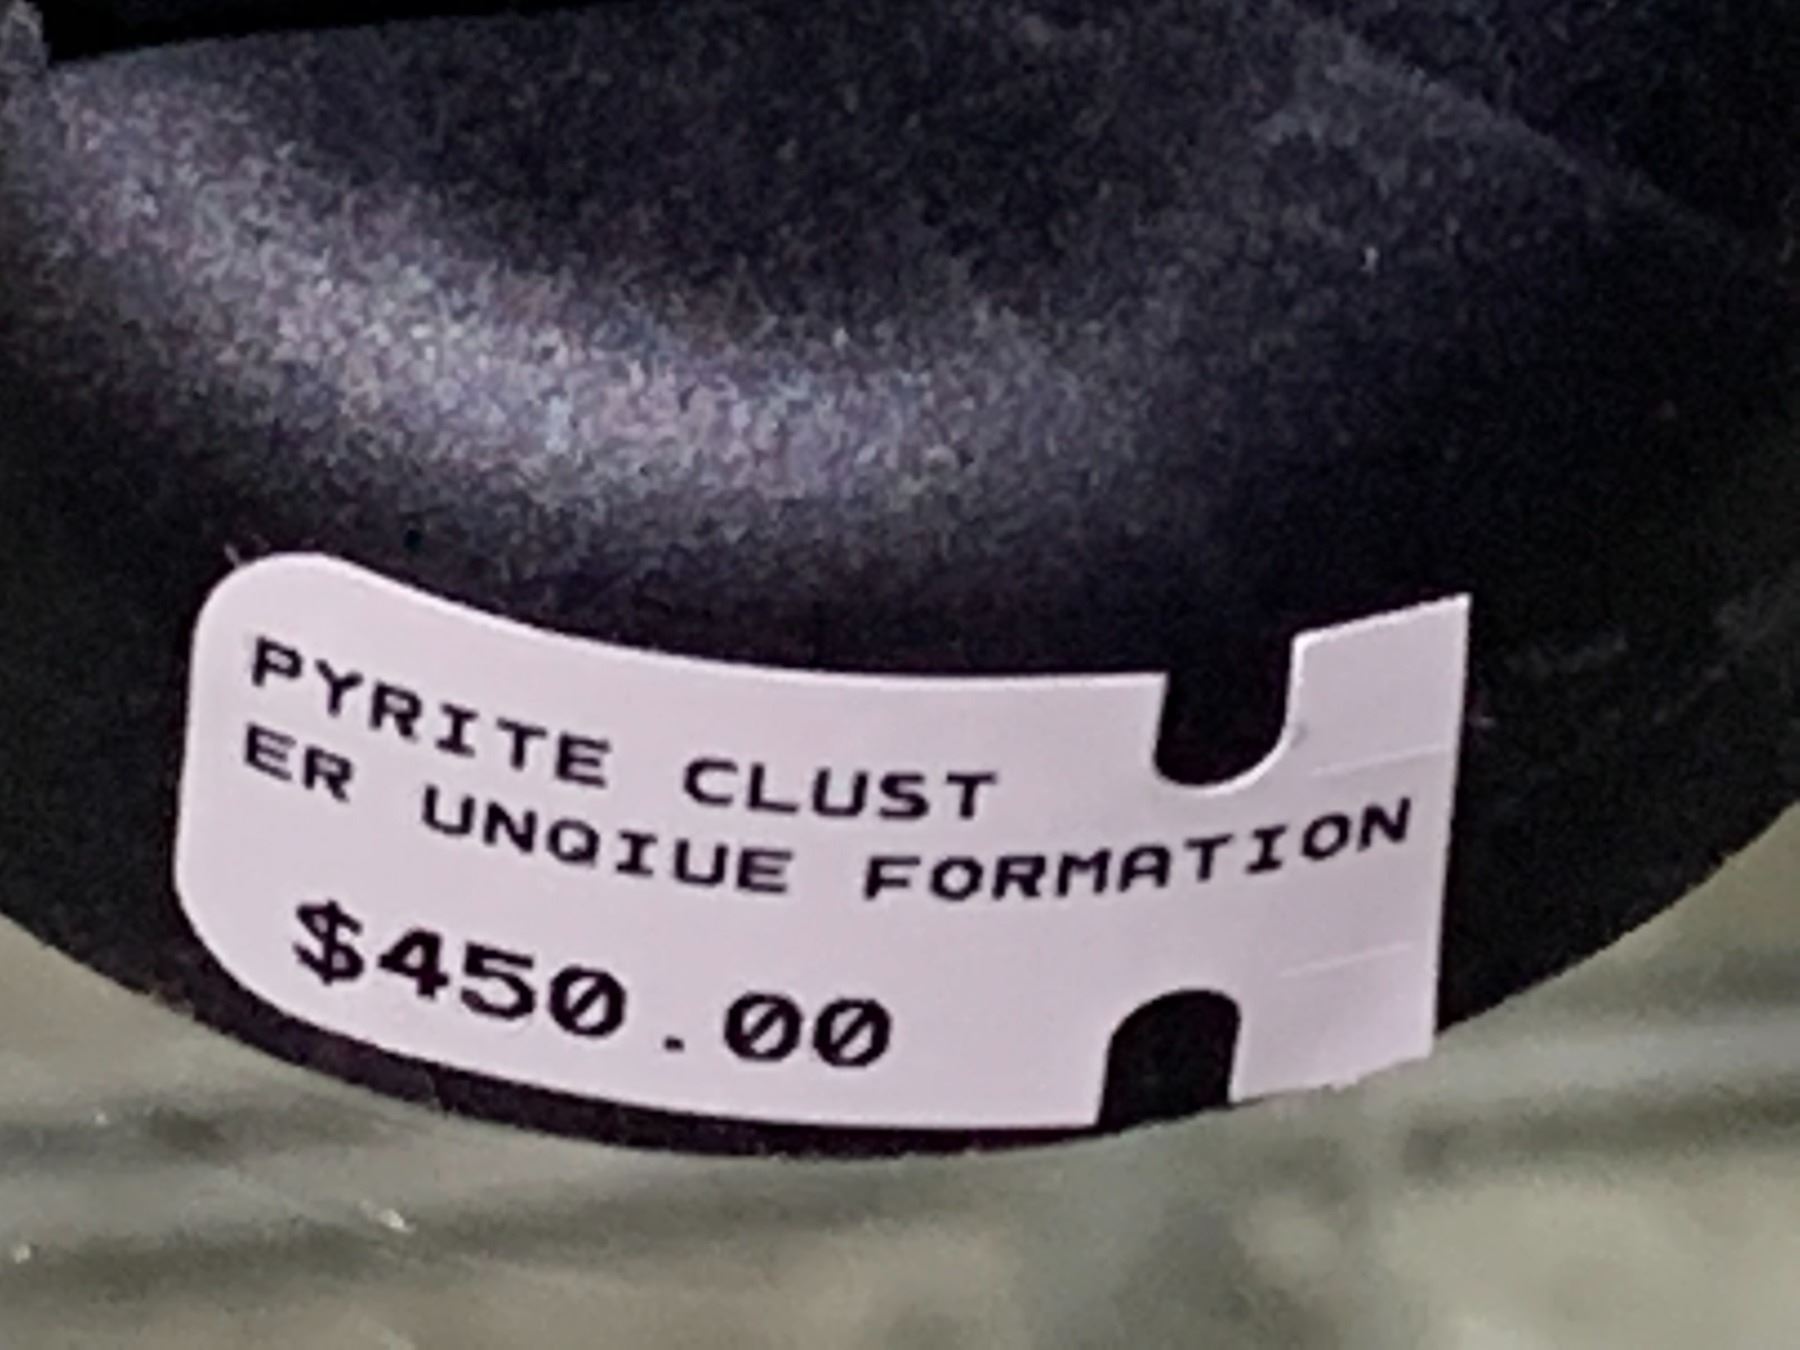 PYRITE CLUST
ER UNQIUE FORMATION
$450.00